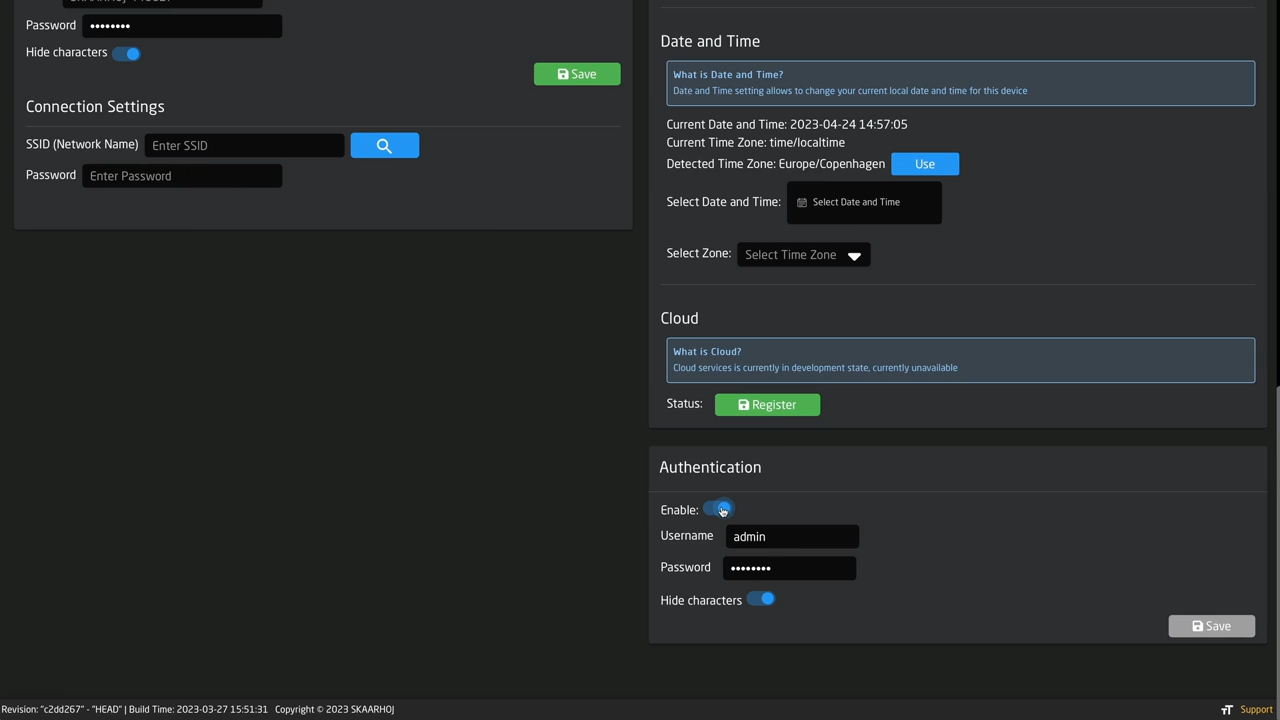 Password ••••••••
Hide characters
Save
Connection Settings
SSID (Network Name) Enter SSID
Password Enter Password
Date and Time
What is Date and Time?
Date and Time setting allows to change your current local date and time for this device
Current Date and Time: 2023-04-24 14:57:05
Current Time Zone: time/localtime
Detected Time Zone: Europe/Copenhagen Use
Select Date and Time: Select Date and Time
Select Zone: Select Time Zone
Cloud
What is Cloud?
Cloud services is currently in development state, currently unavailable
Status: Register
Authentication
Enable:
Username admin
Password ••••••••
Hide characters
Save
Revision: "c2dd267" - "HEAD" | Build Time: 2023-03-27 15:51:31 Copyright © 2023 SKAARHOJ
Support